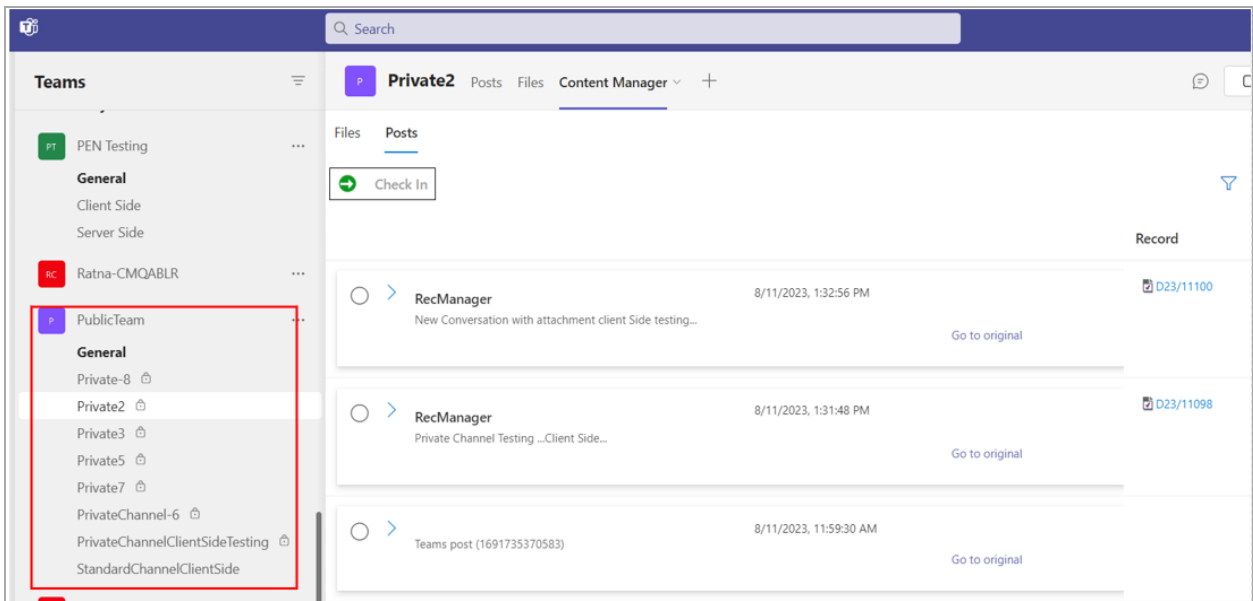 Search
Teams
Private2 Posts Files Content Manager
PT PEN Testing
General
Client Side
Server Side
RC Ratna-CMQABLR
P PublicTeam
General
Private-8
Private2
Private3
Private5
Private7
PrivateChannel-6
PrivateChannelClientSideTesting
StandardChannelClientSide
P
Files Posts
Check In
Record
RecManager 8/11/2023, 1:32:56 PM D23/11100
New Conversation with attachment client Side testing...
Go to original
RecManager 8/11/2023, 1:31:48 PM D23/11098
Private Channel Testing ...Client Side...
Go to original
8/11/2023, 11:59:30 AM
Teams post (1691735370583)
Go to original